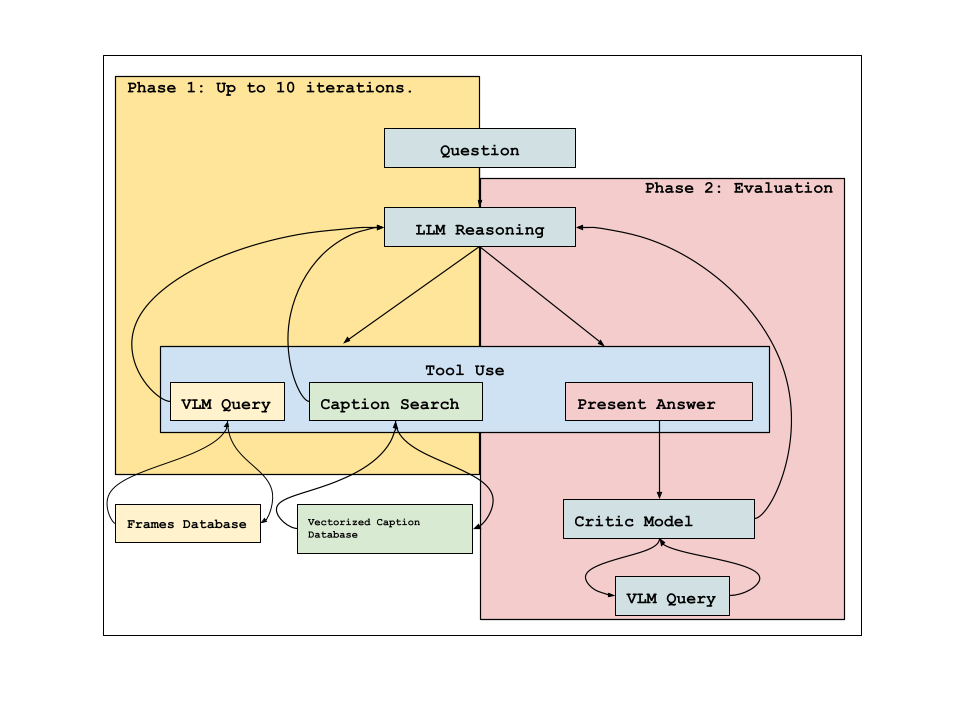 Phase 1: Up to 10 iterations.
Question
Phase 2: Evaluation
LLM Reasoning
Tool Use
VLM Query
Caption Search
Present Answer
Frames Database
Vectorized Caption
Database
Critic Model
VLM Query